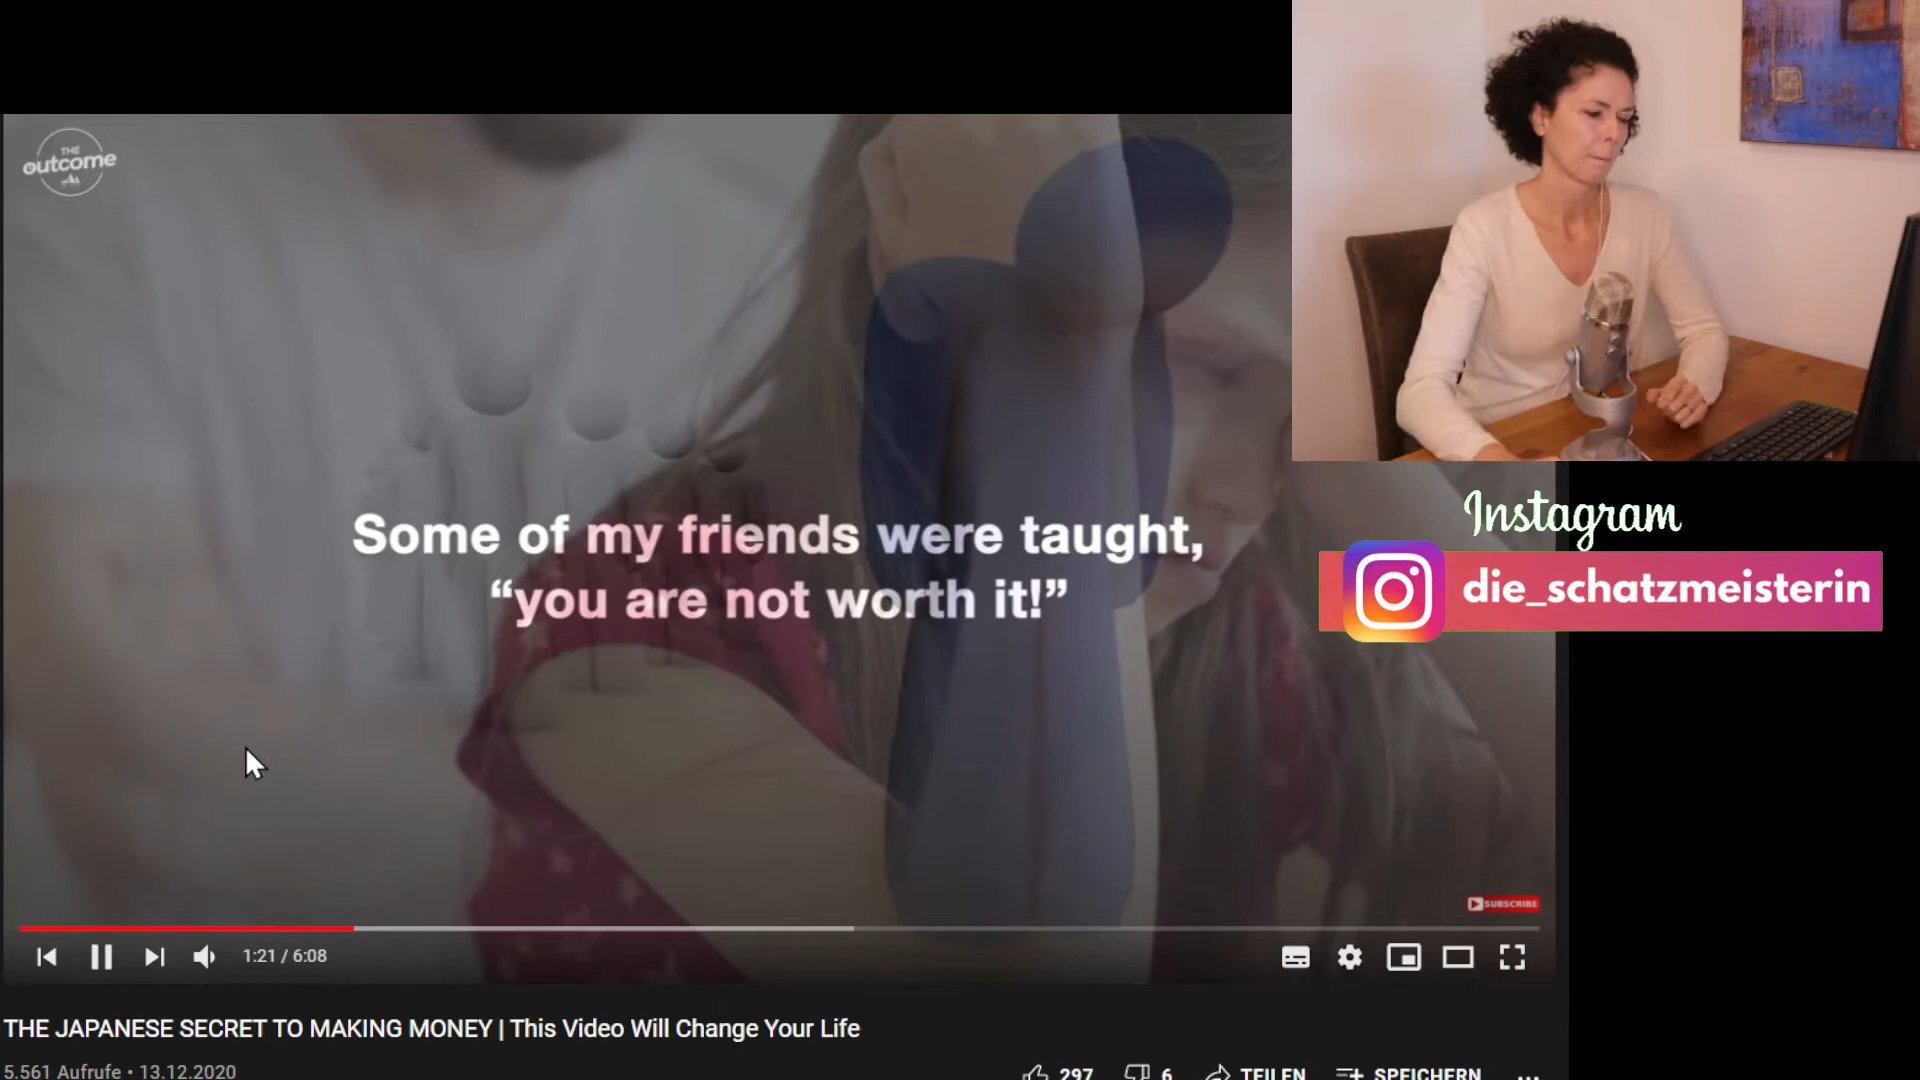 THE
outcome
Some of my friends were taught,
“you are not worth it!”
Instagram
die_schatzmeisterin
SUBSCRIBE
1:21 / 6:08
THE JAPANESE SECRET TO MAKING MONEY | This Video Will Change Your Life
5.561 Aufrufe • 13.12.2020
297
6
TEILEN
SPEICHERN